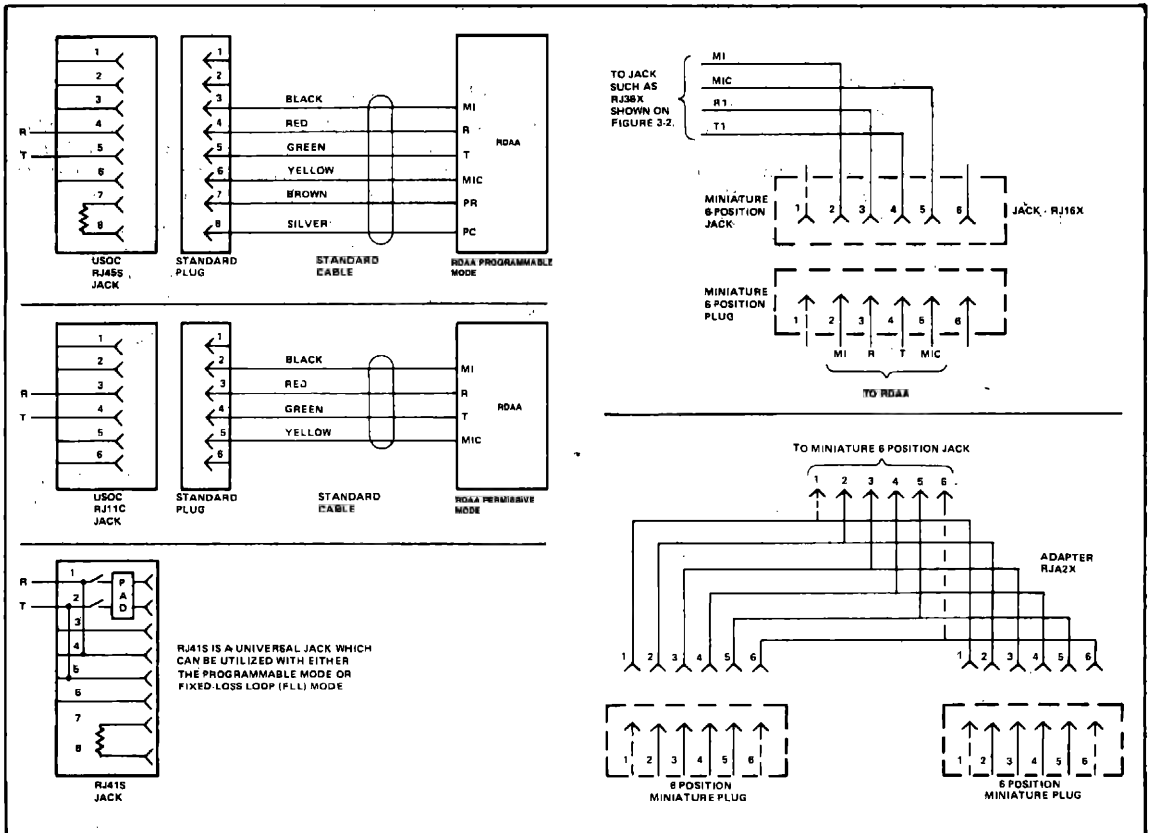 1
2
3
R 4
T 5
6
7
8
USOC
RJ45S
JACK
1
2
3
4
5
6
7
8
STANDARD
PLUG
BLACK
RED
GREEN
YELLOW
BROWN
SILVER
STANDARD
CABLE
MI
R
T
MIC
PR
PC
RDAA
RDAA PROGRAMMABLE
MODE
1
2
R 3
T 4
5
6
USOC
RJ11C
JACK
1
2
3
4
5
6
STANDARD
PLUG
BLACK
RED
GREEN
YELLOW
STANDARD
CABLE
MI
R
T
MIC
RDAA
RDAA PERMISSIVE
MODE
R 1
T 2
3
4
5
6
7
8
PAD
RJ41S
JACK
RJ41S IS A UNIVERSAL JACK WHICH
CAN BE UTILIZED WITH EITHER
THE PROGRAMMABLE MODE OR
FIXED-LOSS LOOP (FLL) MODE
TO JACK
SUCH AS
RJ38X
SHOWN ON
FIGURE 3-2.
MI
MIC
R1
T1
MINIATURE
6 POSITION
JACK
1 2 3 4 5 6
JACK - RJ16X
MINIATURE
6 POSITION
PLUG
1 2 3 4 5 6
MI R T MIC
TO RDAA
TO MINIATURE 6 POSITION JACK
1 2 3 4 5 6
ADAPTER
RJA2X
1 2 3 4 5 6
1 2 3 4 5 6
1 2 3 4 5 6
6 POSITION
MINIATURE PLUG
1 2 3 4 5 6
6 POSITION
MINIATURE PLUG